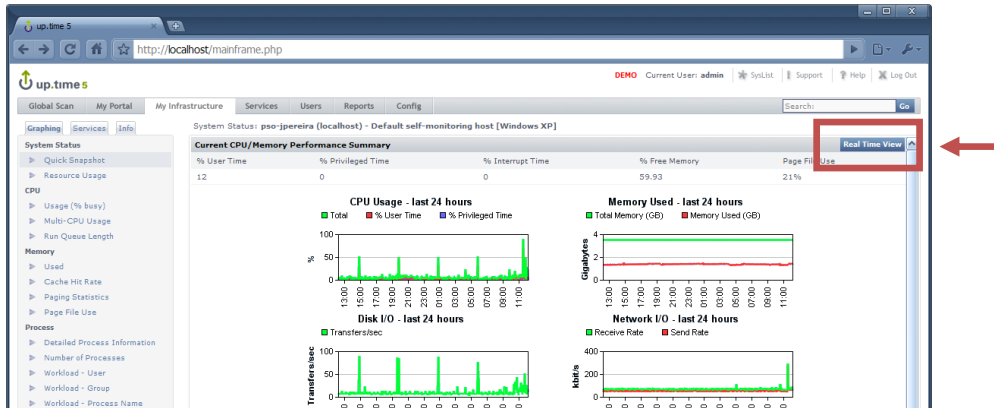 up.time 5
http://localhost/mainframe.php
up.time 5
DEMO Current User: admin SysList Support Help Log Out
Global Scan My Portal My Infrastructure Services Users Reports Config Search: Go
Graphing Services Info
System Status: pso-jpereira (localhost) - Default self-monitoring host [Windows XP]
System Status
Quick Snapshot
Resource Usage
CPU
Usage (% busy)
Multi-CPU Usage
Run Queue Length
Memory
Used
Cache Hit Rate
Paging Statistics
Page File Use
Process
Detailed Process Information
Number of Processes
Workload - User
Workload - Group
Workload - Process Name
Current CPU/Memory Performance Summary Real Time View
% User Time % Privileged Time % Interrupt Time % Free Memory Page File Use
12 0 0 59.93 21%
CPU Usage - last 24 hours
Total % User Time % Privileged Time
%
100
50
0
13:00 15:00 17:00 19:00 21:00 23:00 01:00 03:00 05:00 07:00 09:00 11:00
Memory Used - last 24 hours
Total Memory (GB) Memory Used (GB)
Gigabytes
4
2
0
13:00 15:00 17:00 19:00 21:00 23:00 01:00 03:00 05:00 07:00 09:00 11:00
Disk I/O - last 24 hours
Transfers/sec
Transfers/sec
100
50
0
Network I/O - last 24 hours
Receive Rate Send Rate
kbit/s
400
200
0